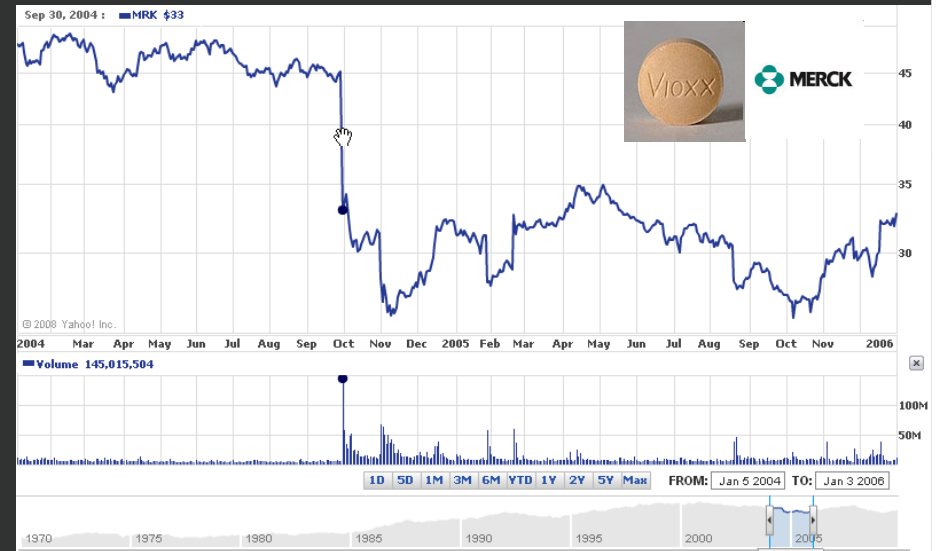 Sep 30, 2004 : MRK $33
VIOXX
MERCK
45
40
35
30
© 2008 Yahoo! Inc.
2004 Mar Apr May Jun Jul Aug Sep Oct Nov Dec 2005 Feb Mar Apr May Jun Jul Aug Sep Oct Nov 2006
Volume 145,015,504
100M
50M
1D 5D 1M 3M 6M YTD 1Y 2Y 5Y Max FROM: Jan 5 2004 TO: Jan 3 2006
1970 1975 1980 1985 1990 1995 2000 2005